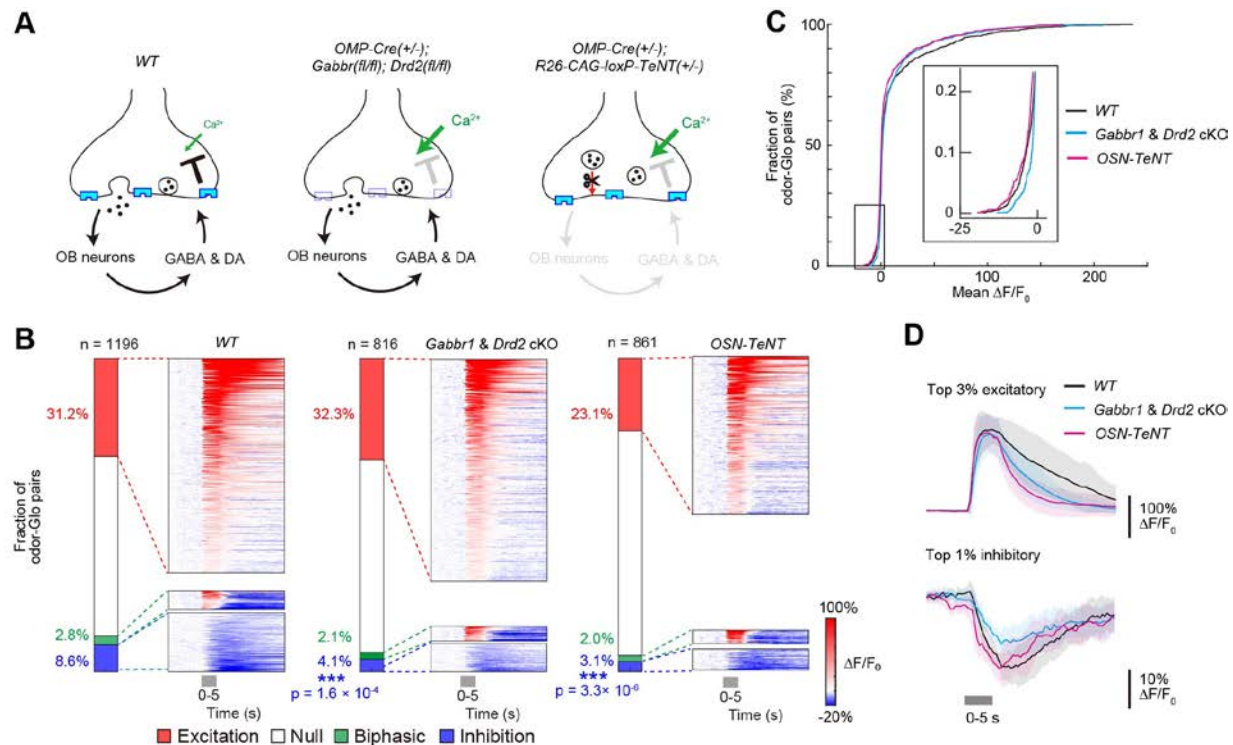 A
WT
OMP-Cre(+/-);
Gabbr(fl/fl); Drd2(fl/fl)
OMP-Cre(+/-);
R26-CAG-loxP-TeNT(+/-)
Ca²⁺
Ca²⁺
Ca²⁺
OB neurons
GABA & DA
OB neurons
GABA & DA
OB neurons
GABA & DA
B
n = 1196
WT
n = 816
Gabbr1 & Drd2 cKO
n = 861
OSN-TeNT
31.2%
32.3%
23.1%
Fraction of
odor-Glo pairs
2.8%
8.6%
2.1%
4.1%
***
p = 1.6 × 10⁻⁴
2.0%
3.1%
***
p = 3.3× 10⁻⁶
0-5
Time (s)
0-5
Time (s)
0-5
Time (s)
100%
ΔF/F₀
-20%
Excitation
Null
Biphasic
Inhibition
C
Fraction of
odor-Glo pairs (%)
100
50
0
0
100
200
Mean ΔF/F₀
0.2
0.1
0
-25
0
WT
Gabbr1 & Drd2 cKO
OSN-TeNT
D
Top 3% excitatory
WT
Gabbr1 & Drd2 cKO
OSN-TeNT
100%
ΔF/F₀
Top 1% inhibitory
10%
ΔF/F₀
0-5 s